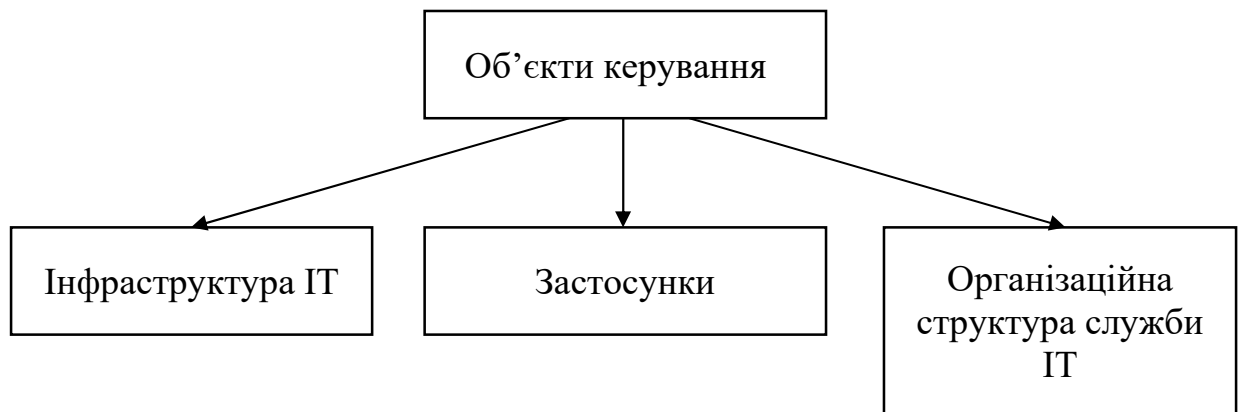 Об’єкти керування
Інфраструктура ІТ
Застосунки
Організаційна
структура служби
ІТ